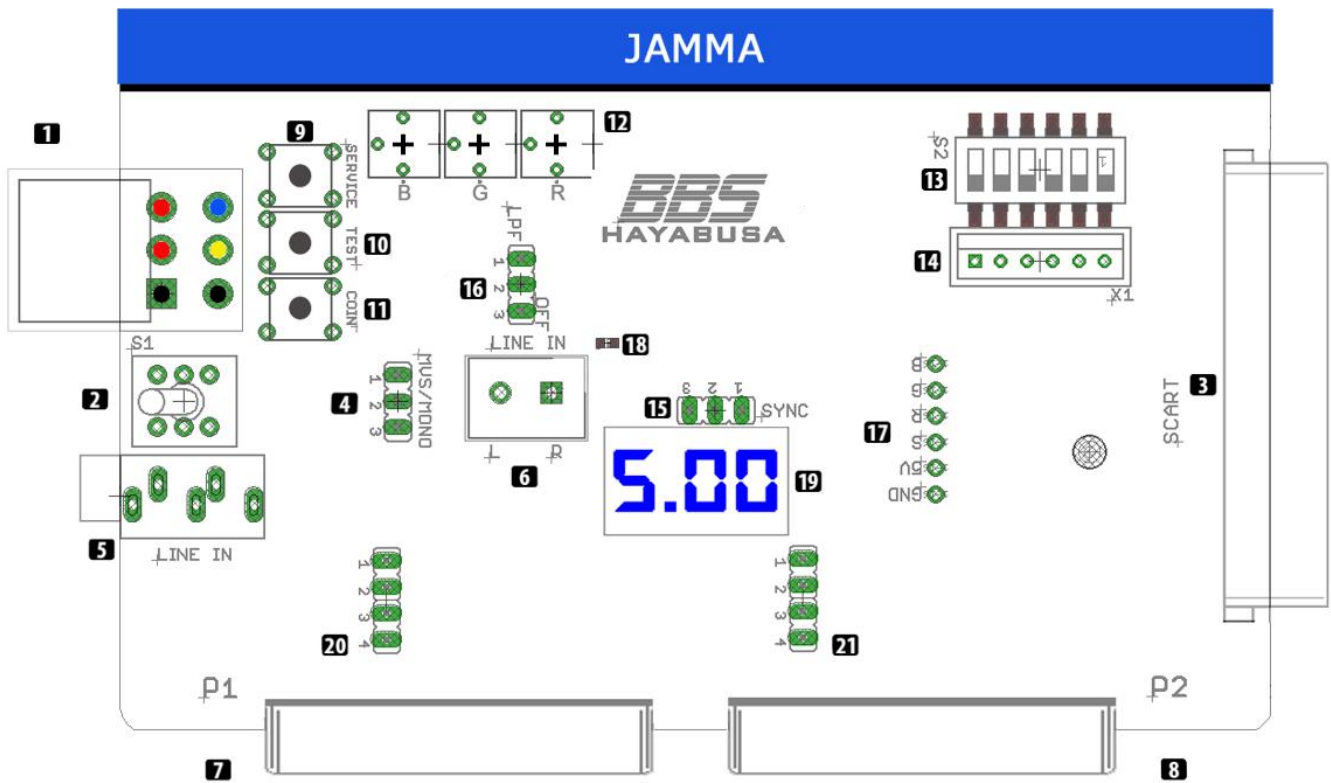 JAMMA
1
9
SERVICE
B
G
R
12
S2
1
13
BBS
HAYABUSA
TEST
10
LPF
1
2
3
OFF
16
14
X1
COIN
11
S1
2
LINE IN
18
MVS/MONO
1
2
3
4
3
2
1
SYNC
15
B
G
R
S
5V
GND
17
SCART
3
L
R
6
5.00
19
5
LINE IN
1
2
3
4
20
1
2
3
4
21
P1
P2
7
8